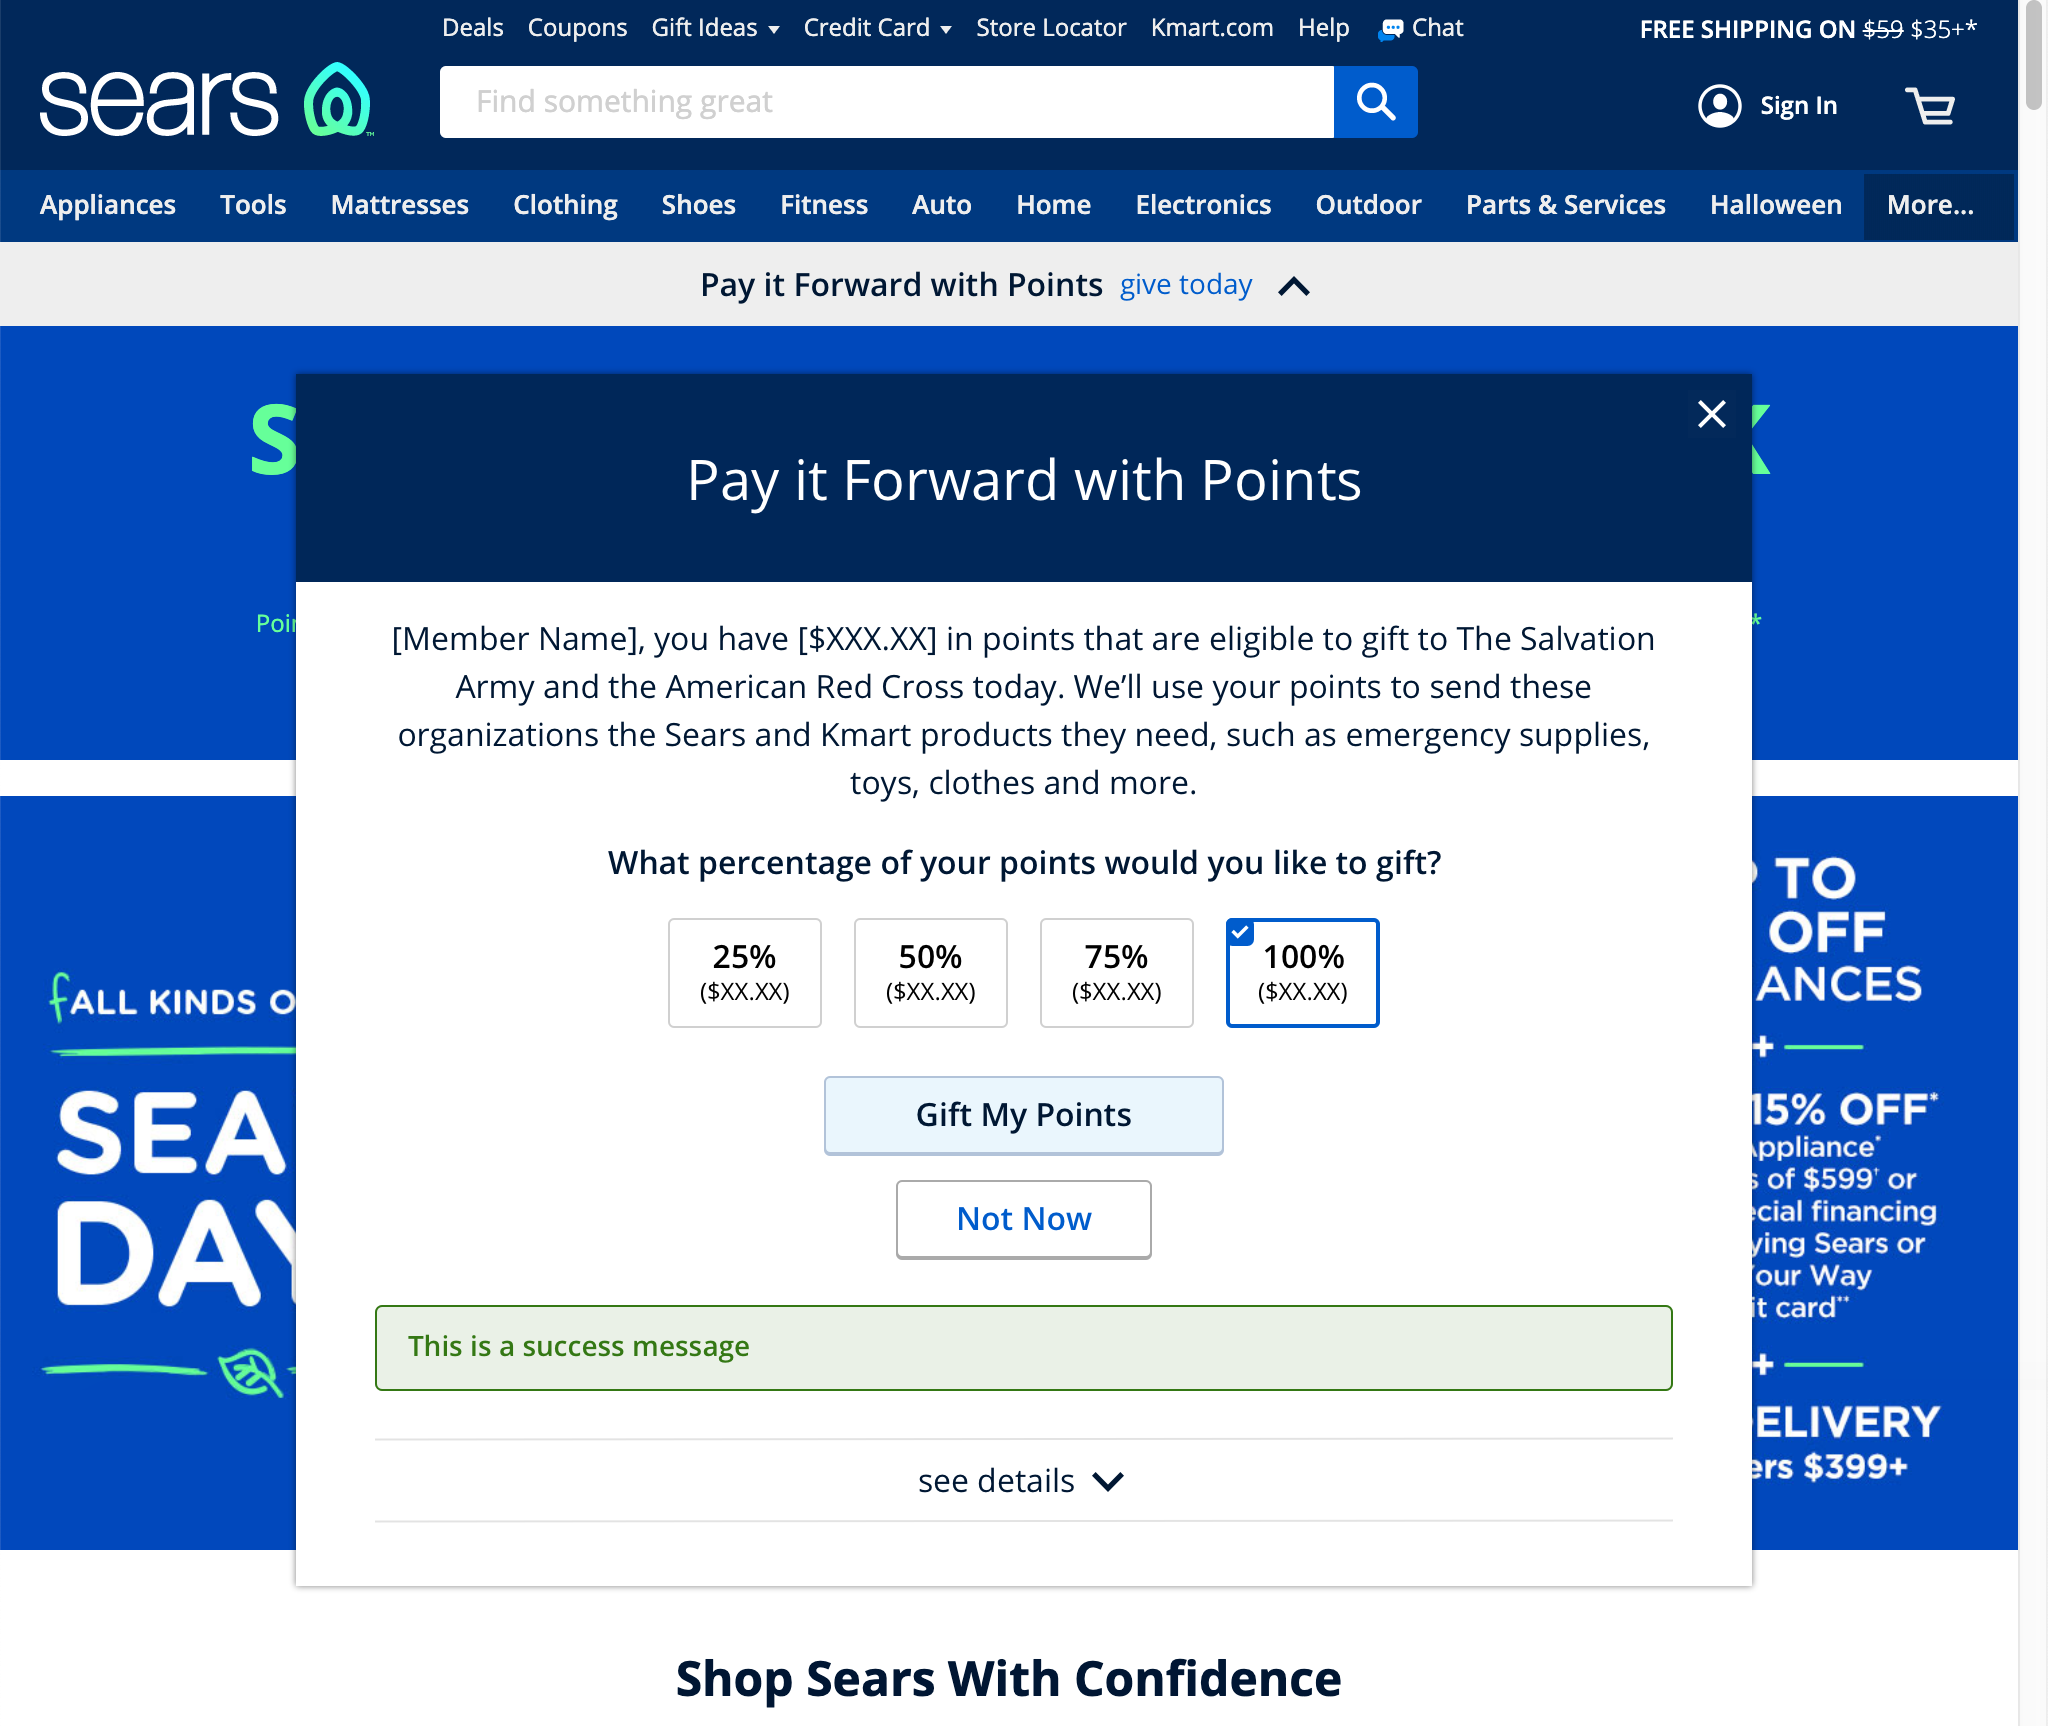 Deals Coupons Gift Ideas Credit Card Store Locator Kmart.com Help Chat FREE SHIPPING ON $59 $35+*
sears™
Find something great
Sign In
Appliances Tools Mattresses Clothing Shoes Fitness Auto Home Electronics Outdoor Parts & Services Halloween More...
Pay it Forward with Points give today
Pay it Forward with Points
[Member Name], you have [$XXX.XX] in points that are eligible to gift to The Salvation
Army and the American Red Cross today. We’ll use your points to send these
organizations the Sears and Kmart products they need, such as emergency supplies,
toys, clothes and more.
What percentage of your points would you like to gift?
25% 50% 75% 100%
($XX.XX) ($XX.XX) ($XX.XX) ($XX.XX)
Gift My Points
Not Now
This is a success message
see details
fALL KINDS O
SEA
DAY
TO
OFF
ANCES
+
15% OFF*
Appliance*
s of $599† or
ecial financing
ying Sears or
Your Way
it card**
+
ELIVERY
ers $399+
Shop Sears With Confidence